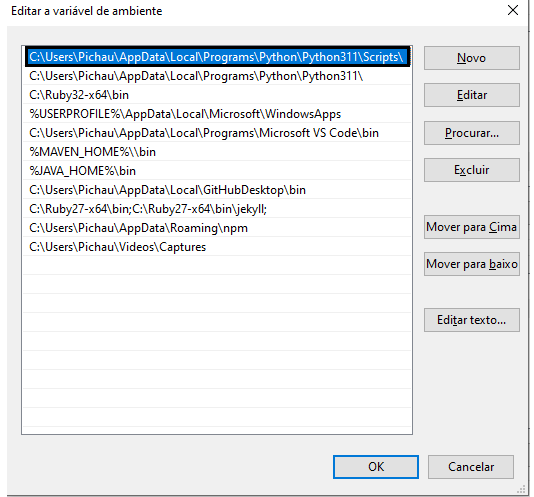 Editar a variável de ambiente
C:\Users\Pichau\AppData\Local\Programs\Python\Python311\Scripts\
C:\Users\Pichau\AppData\Local\Programs\Python\Python311\
C:\Ruby32-x64\bin
%USERPROFILE%\AppData\Local\Microsoft\WindowsApps
C:\Users\Pichau\AppData\Local\Programs\Microsoft VS Code\bin
%MAVEN_HOME%\\bin
%JAVA_HOME%\bin
C:\Users\Pichau\AppData\Local\GitHubDesktop\bin
C:\Ruby27-x64\bin;C:\Ruby27-x64\bin\jekyll;
C:\Users\Pichau\AppData\Roaming\npm
C:\Users\Pichau\Videos\Captures
Novo
Editar
Procurar...
Excluir
Mover para Cima
Mover para baixo
Editar texto...
OK
Cancelar